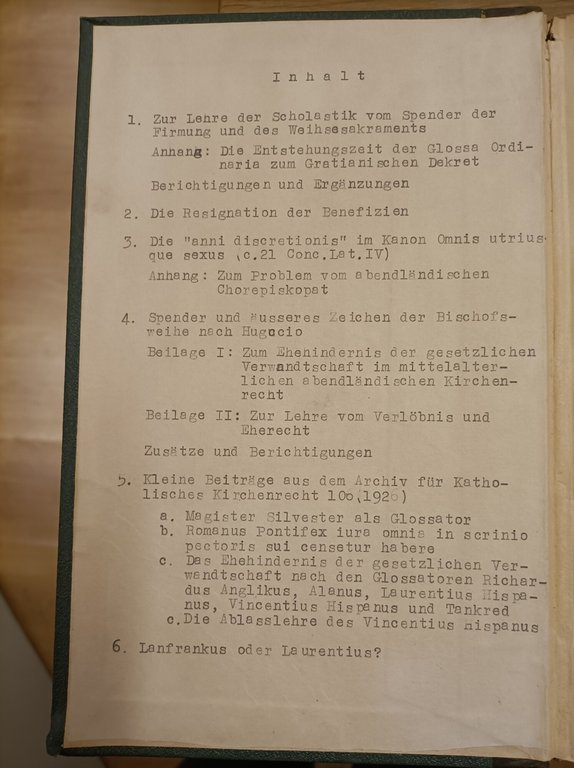 Inhalt
1. Zur Lehre der Scholastik vom Spender der
Firmung und des Weihsesakraments
Anhang: Die Entstehungszeit der Glossa Ordi-
naria zum Gratianischen Dekret
Berichtigungen und Ergänzungen
2. Die Resignation der Benefizien
3. Die "anni discretionis" im Kanon Omnis utrius-
que sexus (c.21 Conc.Lat.IV)
Anhang: Zum Problem vom abendländischen
Chorepiskopat
4. Spender und äusseres Zeichen der Bischofs-
weihe nach Huguccio
Beilage I: Zum Ehenindernis der gesetzlichen
Verwandtschaft im mittelalter-
lichen abendländischen Kirchen-
recht
Beilage II: Zur Lehre vom Verlöbnis und
Eherecht
Zusätze und Berichtigungen
5. Kleine Beiträge aus dem Archiv für Katho-
lisches Kirchenrecht 106 (1926)
a. Magister Silvester als Glossator
b. Romanus Pontifex iura omnia in scrinio
pectoris sui censetur habere
c. Das Ehehindernis der gesetzlichen Ver-
wandtschaft nach den Glossatoren Richar-
dus Anglikus, Alanus, Laurentius Hispa-
nus, Vincentius Hispanus und Tankred
c. Die Ablasslehre des Vincentius Hispanus
6. Lanfrankus oder Laurentius?